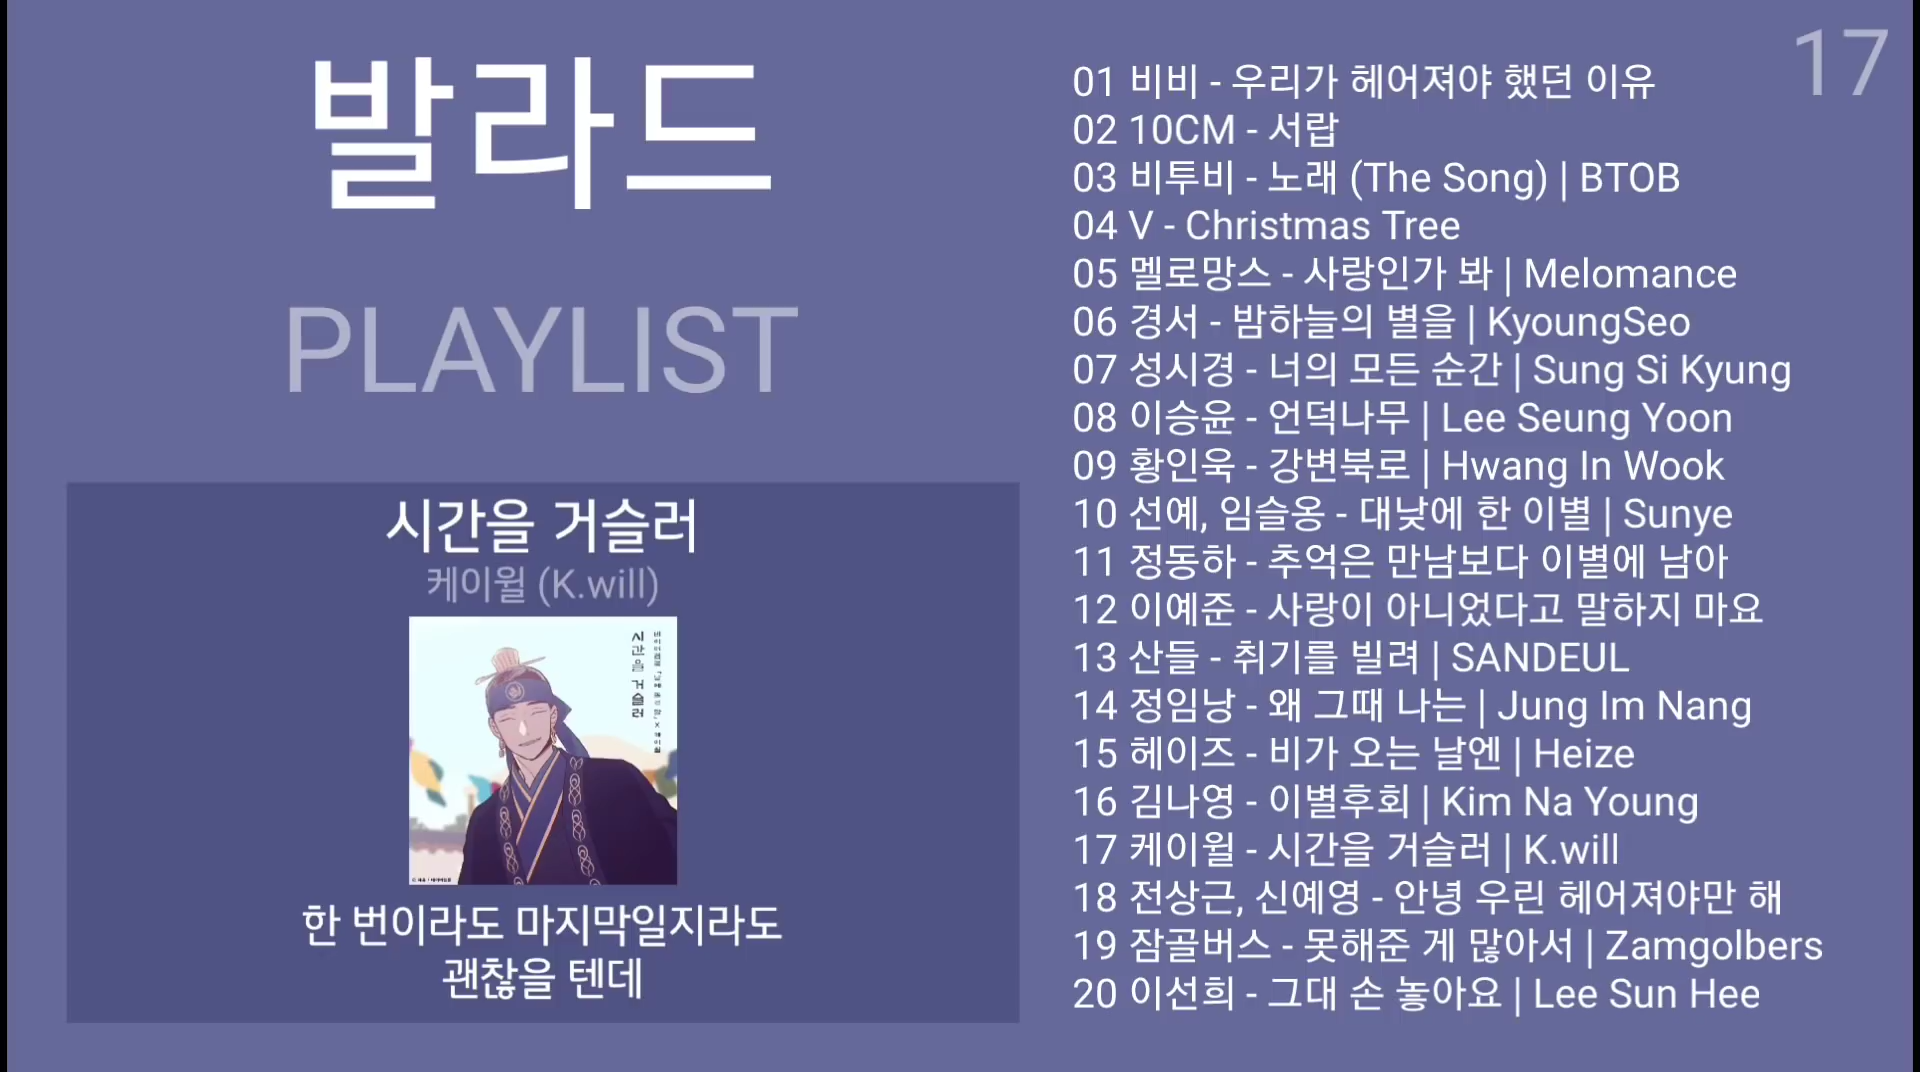 발라드
PLAYLIST
시간을 거슬러
케이윌 (K.will)
시간을 거슬러
한 번이라도 마지막일지라도
괜찮을 텐데
17
01 비비 - 우리가 헤어져야 했던 이유
02 10CM - 서랍
03 비투비 - 노래 (The Song) | BTOB
04 V - Christmas Tree
05 멜로망스 - 사랑인가 봐 | Melomance
06 경서 - 밤하늘의 별을 | KyoungSeo
07 성시경 - 너의 모든 순간 | Sung Si Kyung
08 이승윤 - 언덕나무 | Lee Seung Yoon
09 황인욱 - 강변북로 | Hwang In Wook
10 선예, 임슬옹 - 대낮에 한 이별 | Sunye
11 정동하 - 추억은 만남보다 이별에 남아
12 이예준 - 사랑이 아니었다고 말하지 마요
13 산들 - 취기를 빌려 | SANDEUL
14 정임낭 - 왜 그때 나는 | Jung Im Nang
15 헤이즈 - 비가 오는 날엔 | Heize
16 김나영 - 이별후회 | Kim Na Young
17 케이윌 - 시간을 거슬러 | K.will
18 전상근, 신예영 - 안녕 우린 헤어져야만 해
19 잠골버스 - 못해준 게 많아서 | Zamgolbers
20 이선희 - 그대 손 놓아요 | Lee Sun Hee